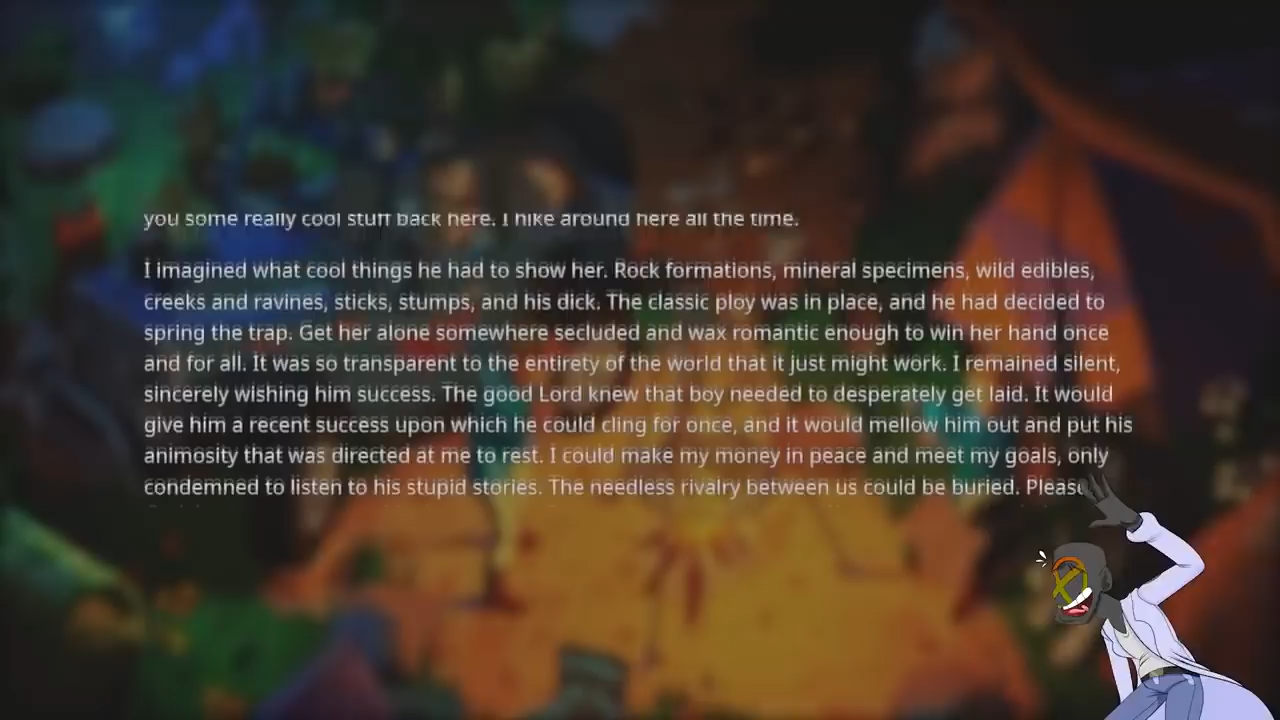 you some really cool stuff back here. I hike around here all the time.
I imagined what cool things he had to show her. Rock formations, mineral specimens, wild edibles,
creeks and ravines, sticks, stumps, and his dick. The classic ploy was in place, and he had decided to
spring the trap. Get her alone somewhere secluded and wax romantic enough to win her hand once
and for all. It was so transparent to the entirety of the world that it just might work. I remained silent,
sincerely wishing him success. The good Lord knew that boy needed to desperately get laid. It would
give him a recent success upon which he could cling for once, and it would mellow him out and put his
animosity that was directed at me to rest. I could make my money in peace and meet my goals, only
condemned to listen to his stupid stories. The needless rivalry between us could be buried. Please